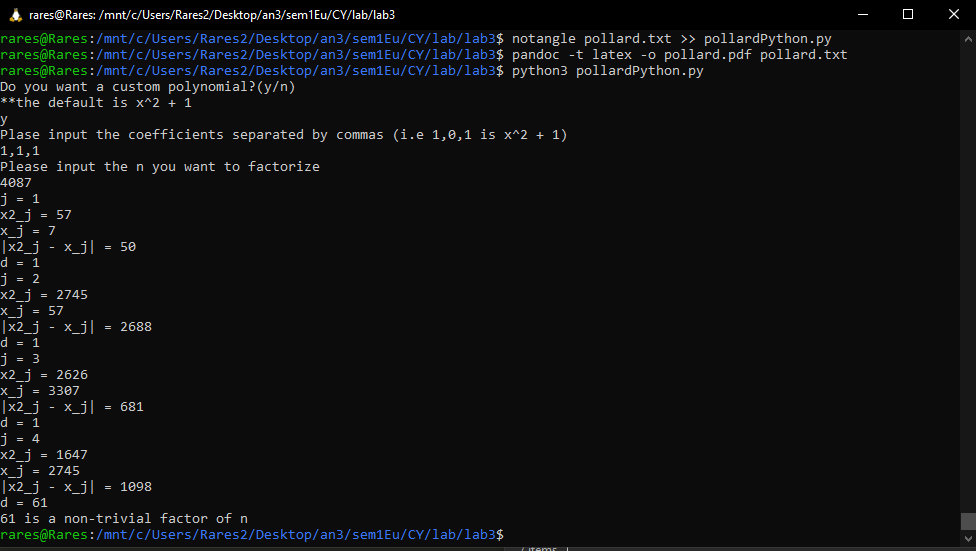 rares@Rares: /mnt/c/Users/Rares2/Desktop/an3/sem1Eu/CY/lab/lab3
rares@Rares:/mnt/c/Users/Rares2/Desktop/an3/sem1Eu/CY/lab/lab3$ notangle pollard.txt >> pollardPython.py
rares@Rares:/mnt/c/Users/Rares2/Desktop/an3/sem1Eu/CY/lab/lab3$ pandoc -t latex -o pollard.pdf pollard.txt
rares@Rares:/mnt/c/Users/Rares2/Desktop/an3/sem1Eu/CY/lab/lab3$ python3 pollardPython.py
Do you want a custom polynomial?(y/n)
**the default is x^2 + 1
y
Plase input the coefficients separated by commas (i.e 1,0,1 is x^2 + 1)
1,1,1
Please input the n you want to factorize
4087
j = 1
x2_j = 57
x_j = 7
|x2_j - x_j| = 50
d = 1
j = 2
x2_j = 2745
x_j = 57
|x2_j - x_j| = 2688
d = 1
j = 3
x2_j = 2626
x_j = 3307
|x2_j - x_j| = 681
d = 1
j = 4
x2_j = 1647
x_j = 2745
|x2_j - x_j| = 1098
d = 61
61 is a non-trivial factor of n
rares@Rares:/mnt/c/Users/Rares2/Desktop/an3/sem1Eu/CY/lab/lab3$